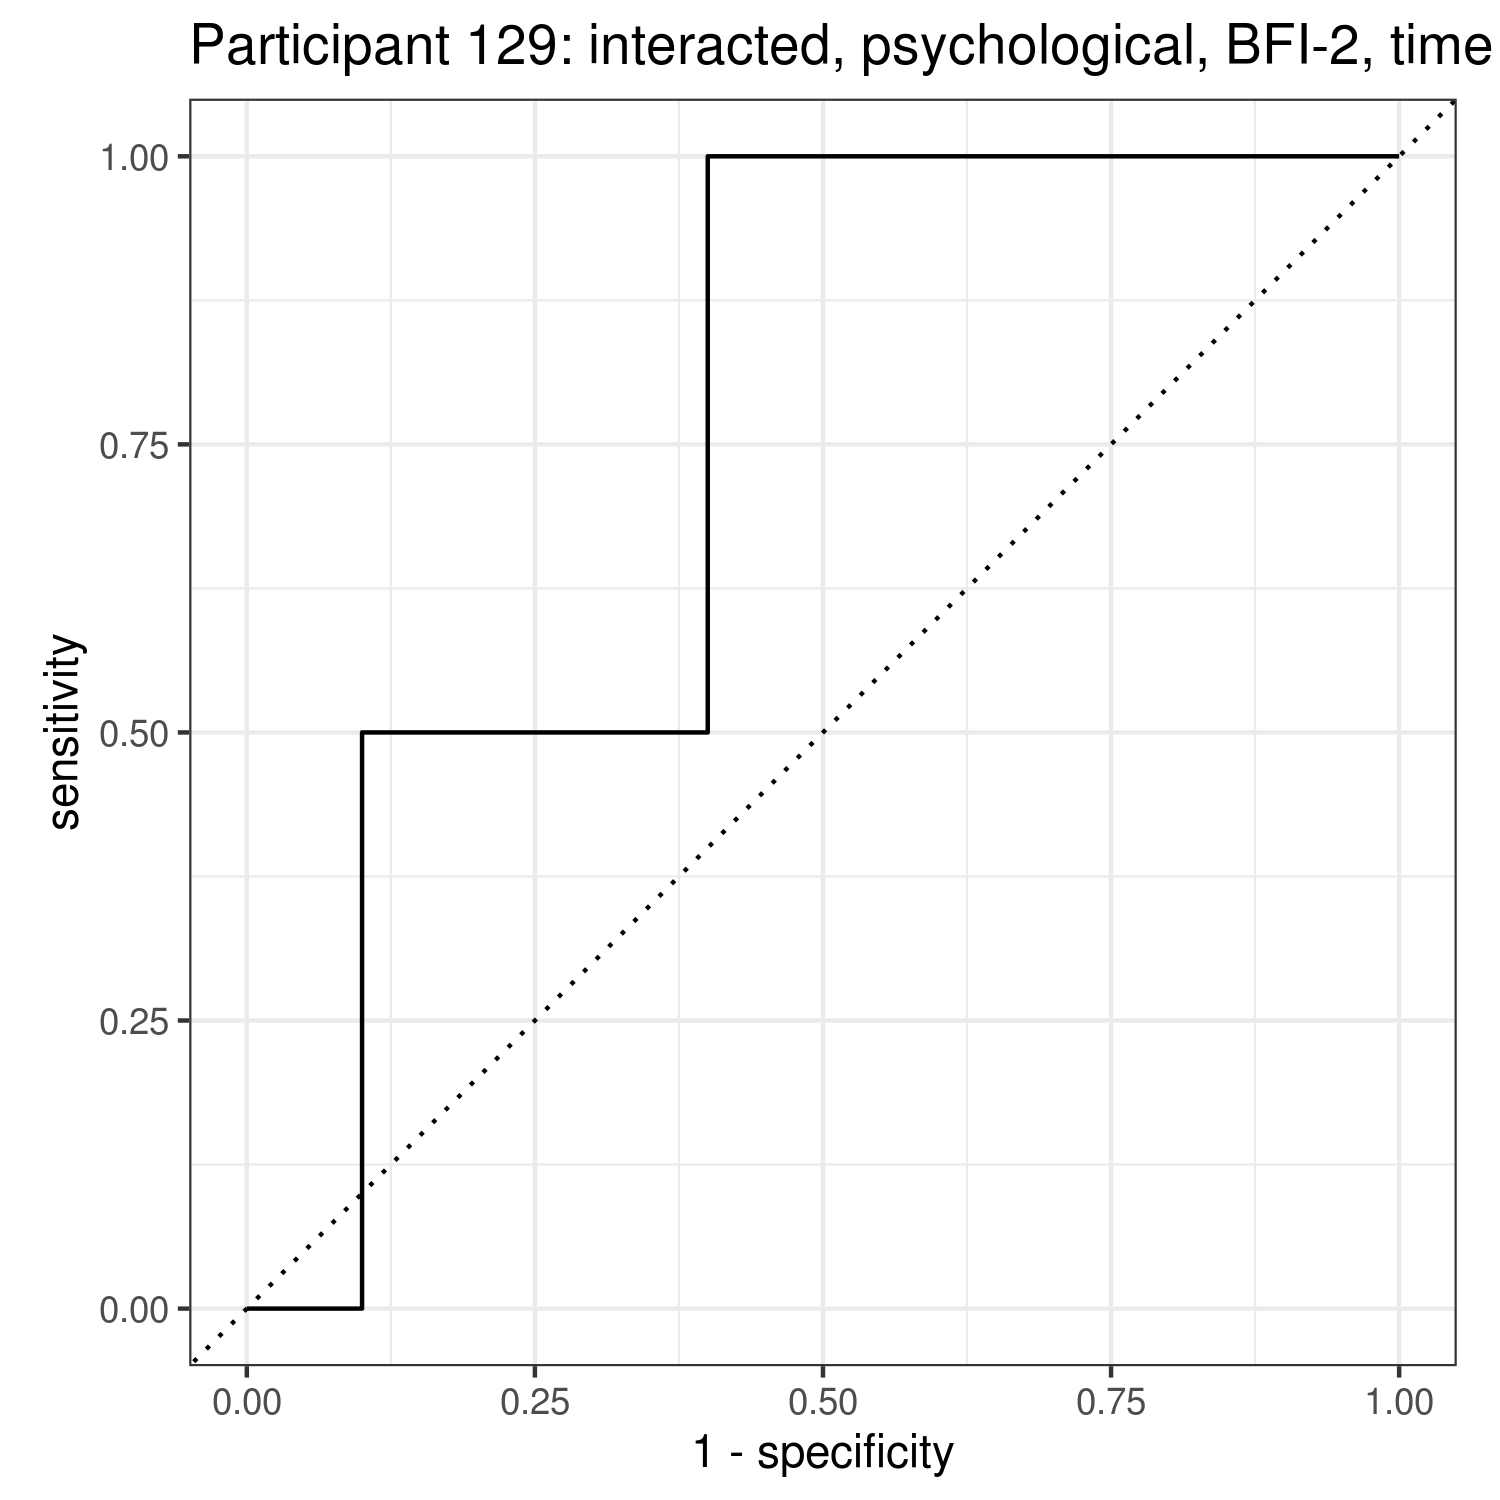 Participant 129: interacted, psychological, BFI-2, time
1.00
0.75
0.50
0.25
0.00
sensitivity
0.00 0.25 0.50 0.75 1.00
1 - specificity